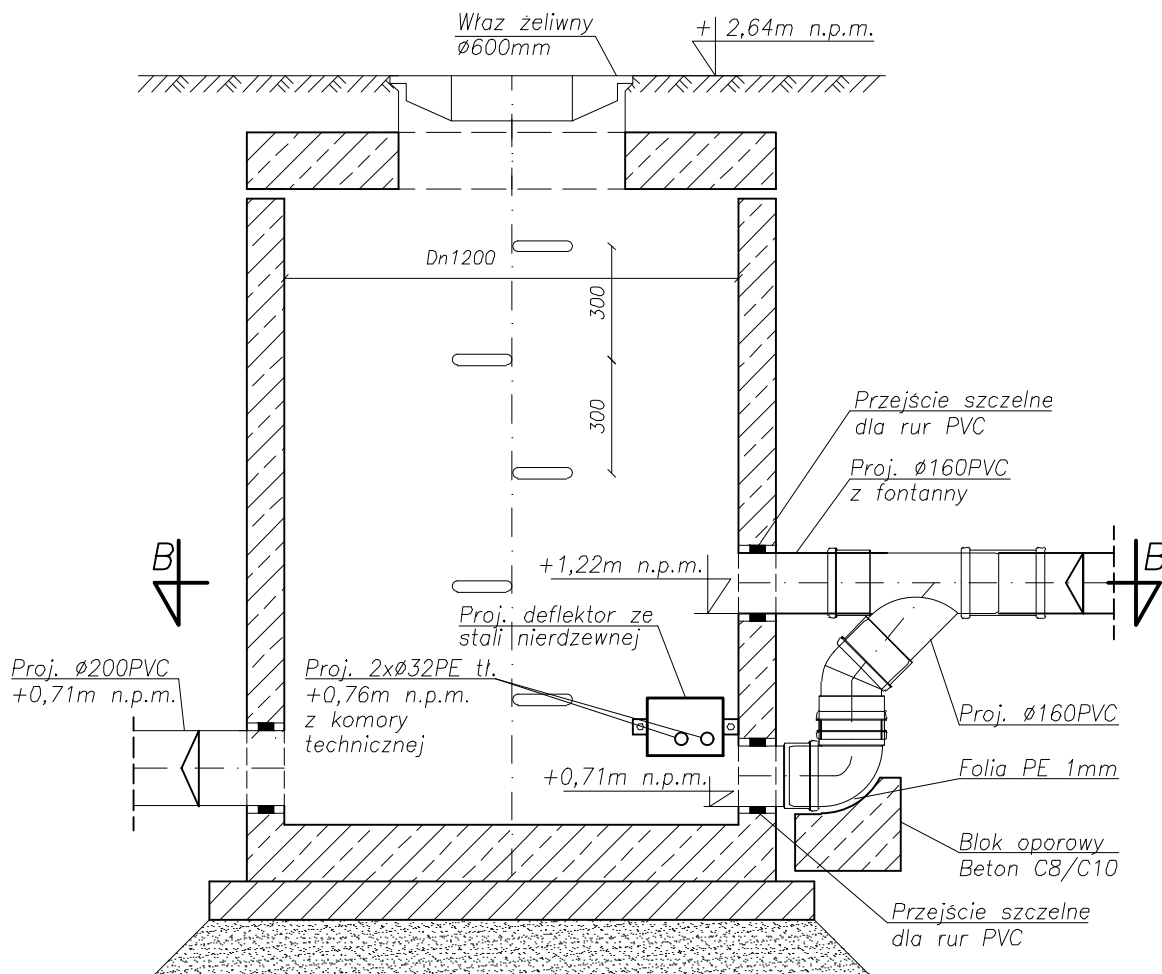 Właz żeliwny
ø600mm
+ 2,64m n.p.m.
Dn1200
300
300
Przejście szczelne
dla rur PVC
Proj. ø160PVC
z fontanny
B
B
+1,22m n.p.m.
Proj. deflektor ze
stali nierdzewnej
Proj. ø200PVC
+0,71m n.p.m.
Proj. 2xø32PE tł.
+0,76m n.p.m.
z komory
technicznej
Proj. ø160PVC
+0,71m n.p.m.
Folia PE 1mm
Blok oporowy
Beton C8/C10
Przejście szczelne
dla rur PVC